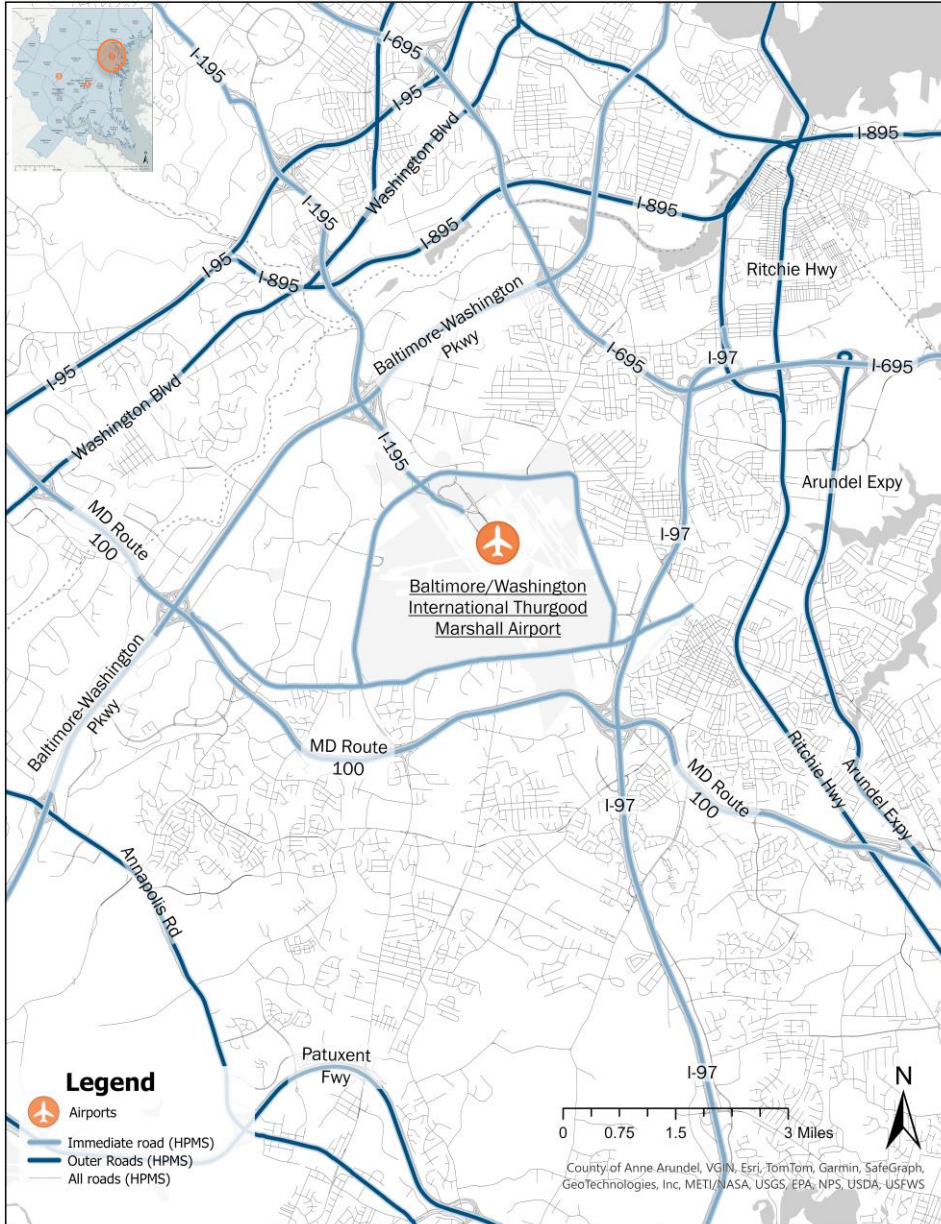 I-195
I-695
I-95
Washington Blvd
I-895
I-195
I-895
I-895
Ritchie Hwy
I-95
I-895
Baltimore-Washington
Pkwy
I-695
I-97
I-695
I-95
Washington Blvd
I-195
Arundel Expy
MD Route
100
I-97
Baltimore/Washington
International Thurgood
Marshall Airport
Baltimore-Washington
Pkwy
MD Route
100
MD Route
100
Ritchie Hwy
Arundel Expy
I-97
Annapolis Rd
Patuxent
Fwy
I-97
Legend
Airports
Immediate road (HPMS)
Outer Roads (HPMS)
All roads (HPMS)
N
0 0.75 1.5 3 Miles
County of Anne Arundel, VGIN, Esri, TomTom, Garmin, SafeGraph,
GeoTechnologies, Inc, METI/NASA, USGS, EPA, NPS, USDA, USFWS